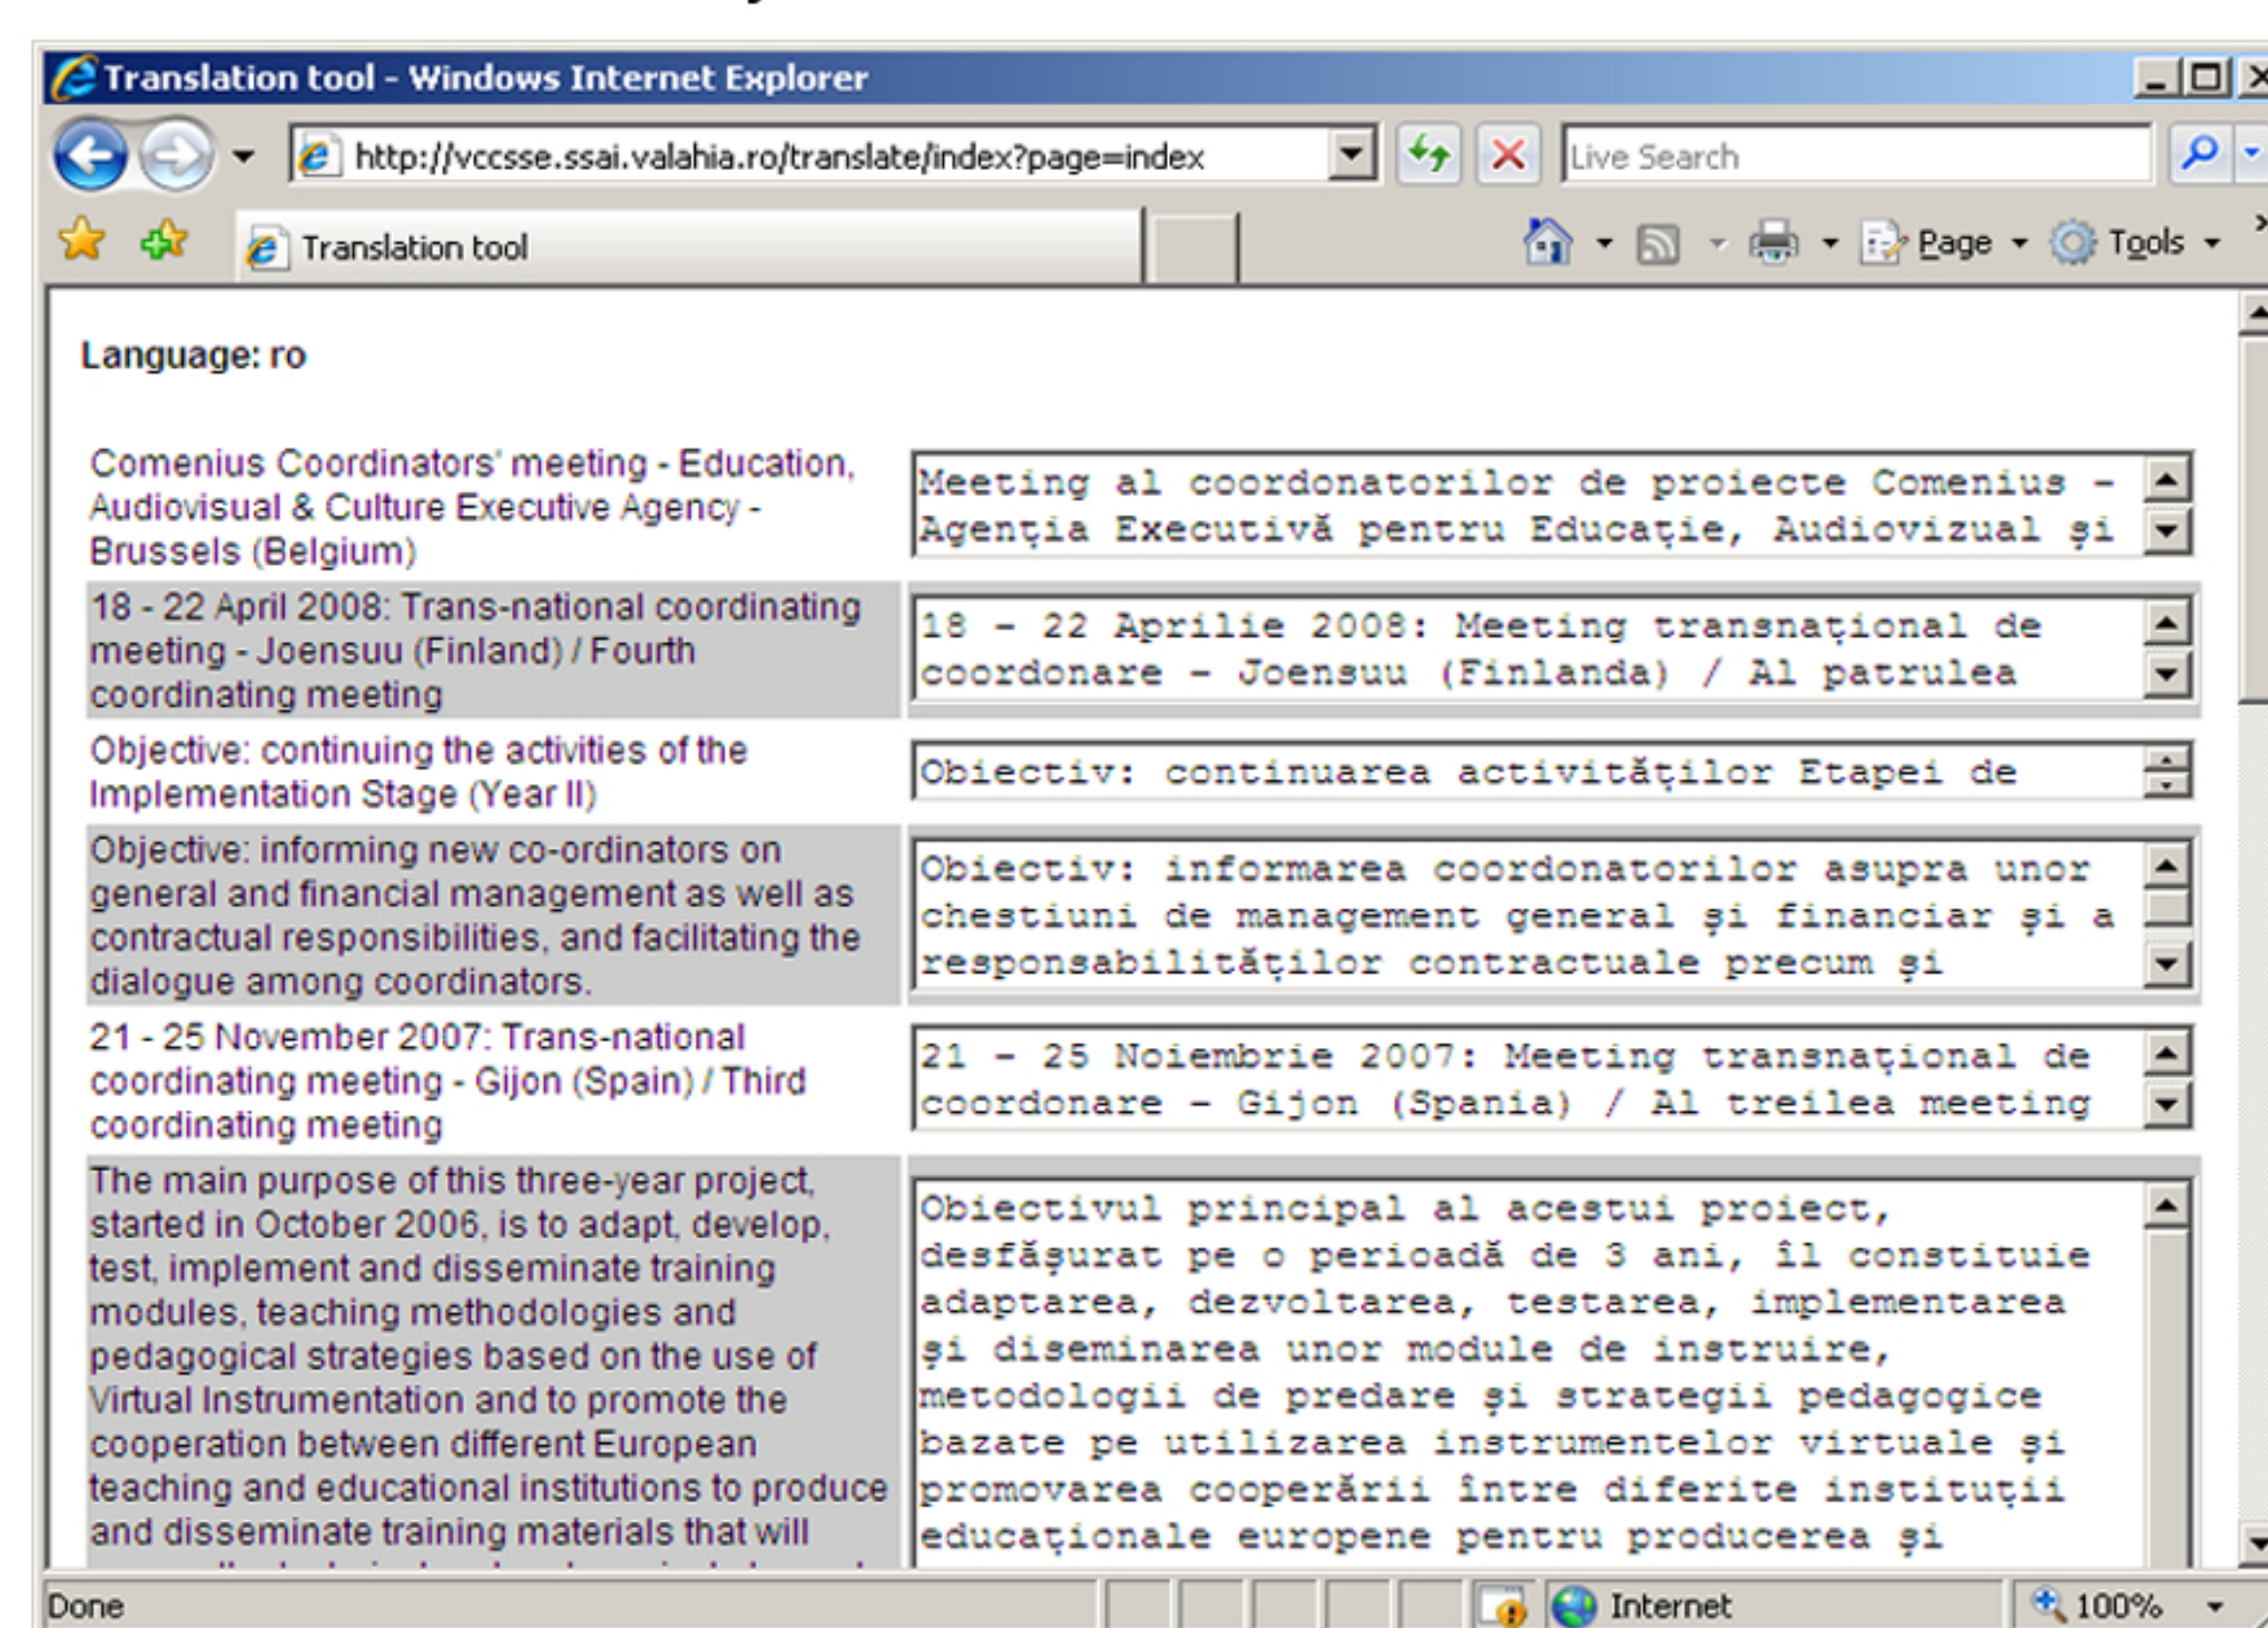 Translation tool - Windows Internet Explorer
http://vccsse.ssai.valahia.ro/translate/index?page=index
Live Search
Translation tool
Page
Tools
Language: ro
Comenius Coordinators' meeting - Education,
Audiovisual & Culture Executive Agency -
Brussels (Belgium)
Meeting al coordonatorilor de proiecte Comenius -
Agenția Executivă pentru Educație, Audiovizual și
18 - 22 April 2008: Trans-national coordinating
meeting - Joensuu (Finland) / Fourth
coordinating meeting
18 - 22 Aprilie 2008: Meeting transnațional de
coordonare - Joensuu (Finlanda) / Al patrulea
Objective: continuing the activities of the
Implementation Stage (Year II)
Obiectiv: continuarea activităților Etapei de
Objective: informing new co-ordinators on
general and financial management as well as
contractual responsibilities, and facilitating the
dialogue among coordinators.
Obiectiv: informarea coordonatorilor asupra unor
chestiuni de management general și financiar și a
responsabilităților contractuale precum și
21 - 25 November 2007: Trans-national
coordinating meeting - Gijon (Spain) / Third
coordinating meeting
21 - 25 Noiembrie 2007: Meeting transnațional de
coordonare - Gijon (Spania) / Al treilea meeting
The main purpose of this three-year project,
started in October 2006, is to adapt, develop,
test, implement and disseminate training
modules, teaching methodologies and
pedagogical strategies based on the use of
Virtual Instrumentation and to promote the
cooperation between different European
teaching and educational institutions to produce
and disseminate training materials that will
Obiectivul principal al acestui proiect,
desfășurat pe o perioadă de 3 ani, îl constituie
adaptarea, dezvoltarea, testarea, implementarea
și diseminarea unor module de instruire,
metodologii de predare și strategii pedagogice
bazate pe utilizarea instrumentelor virtuale și
promovarea cooperării între diferite instituții
educaționale europene pentru producerea și
Done
Internet
100%